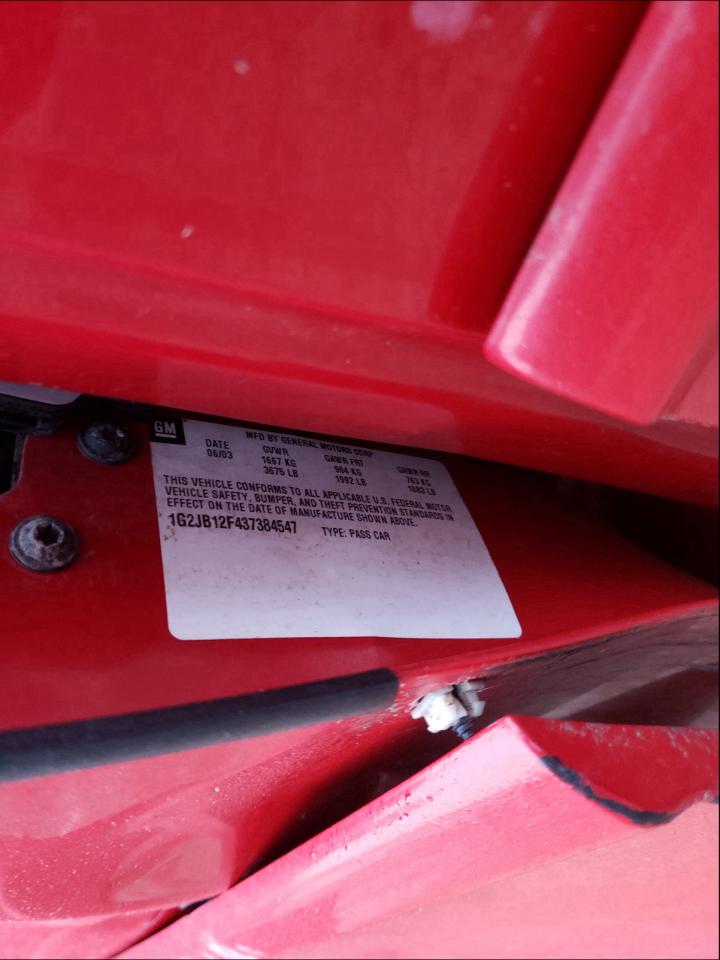 GM
MFD BY GENERAL MOTORS CORP
DATE GVWR GAWR FRT GAWR RR
06/03 1667 KG 904 KG 763 KG
3675 LB 1992 LB 1683 LB
THIS VEHICLE CONFORMS TO ALL APPLICABLE U.S. FEDERAL MOTOR
VEHICLE SAFETY, BUMPER, AND THEFT PREVENTION STANDARDS IN
EFFECT ON THE DATE OF MANUFACTURE SHOWN ABOVE.
1G2JB12F437384547 TYPE: PASS CAR